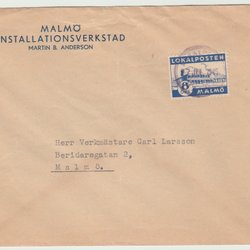 MALMÖ
INSTALLATIONSVERKSTAD
MARTIN B. ANDERSON
LOKALPOSTEN
MALMÖ
Herr Verkmästare Carl Larsson
Beridaregatan 2,
Malmö.